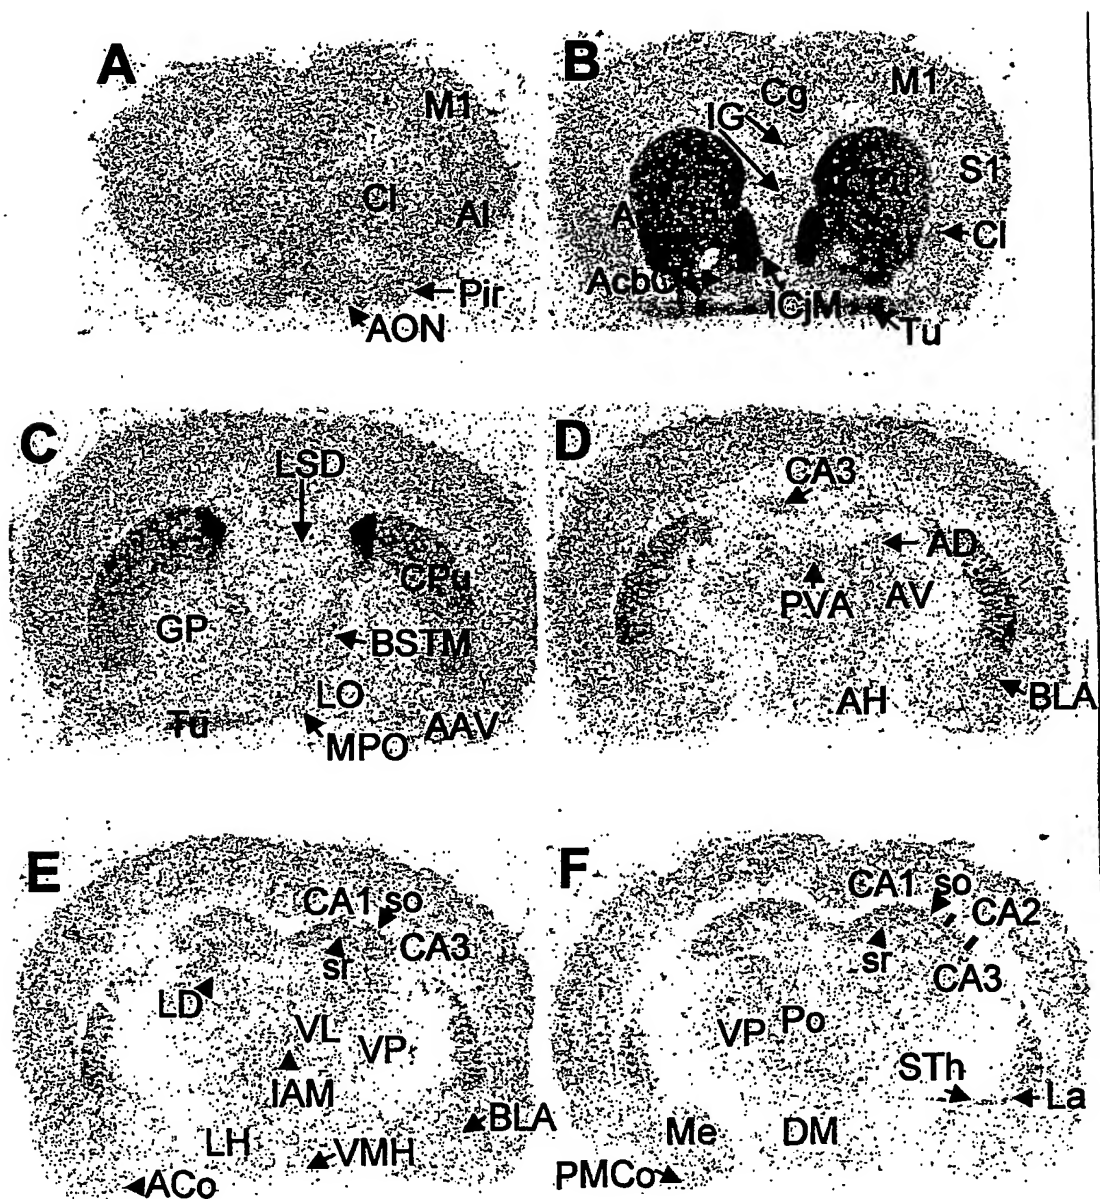 A
M1
Cl
AI
Pir
AON
B
Cg
M1
IG
S1
Cl
ICjM
Tu
C
LSD
CPu
GP
BSTM
LO
Tu
AAV
MPO
D
CA3
AD
PVA
AV
AH
BLA
E
CA1 so
CA3
sr
LD
VL
VP
IAM
BLA
LH
VMH
ACo
F
CA1 so
CA2
sr
CA3
VP
Po
STh
La
Me
DM
PMCo